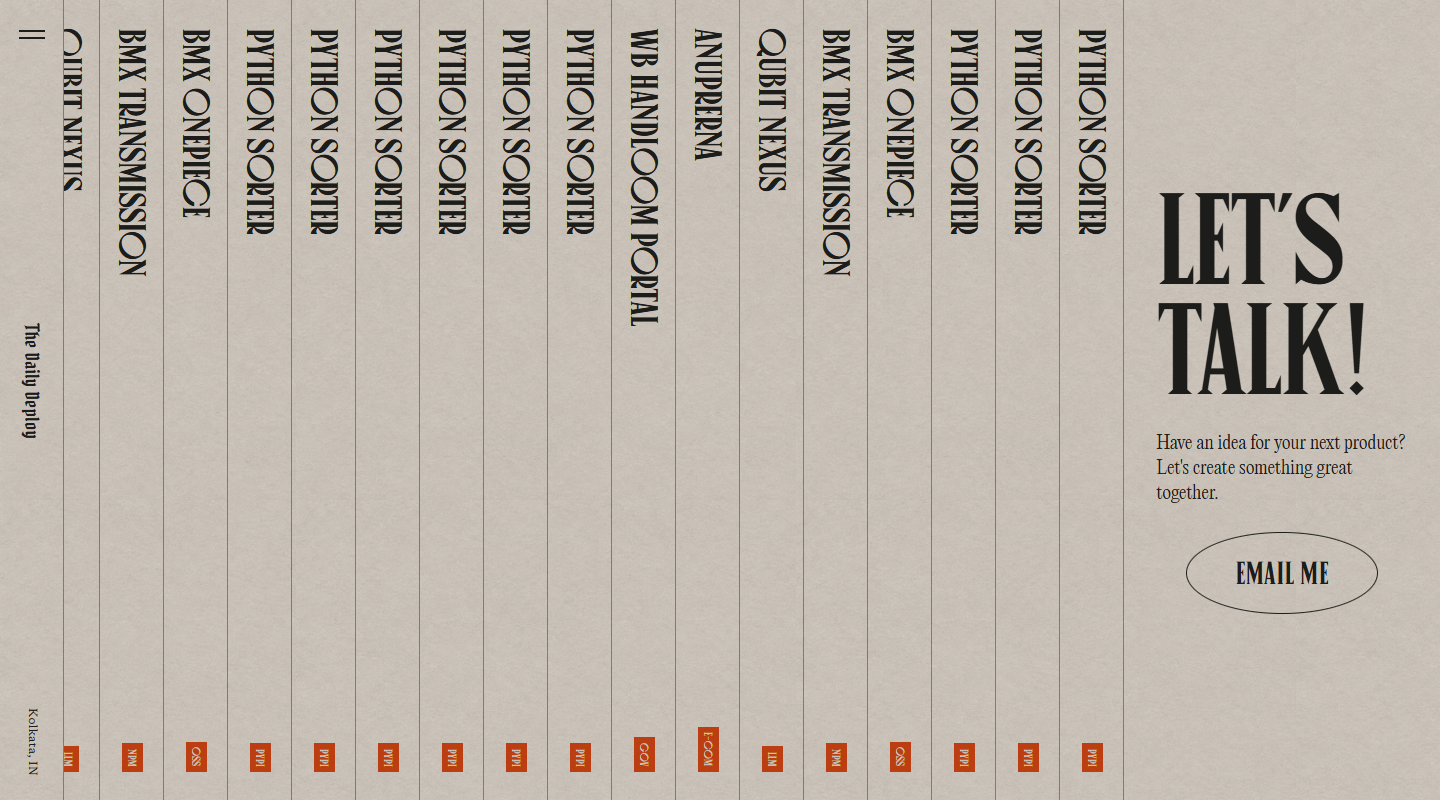 The Daily Deploy
Kolkata, IN
QUBIT NEXUS
LLM
BMX TRANSMISSION
NPM
BMX ONEPIECE
OSS
PYTHON SORTER
PYPI
PYTHON SORTER
PYPI
PYTHON SORTER
PYPI
PYTHON SORTER
PYPI
PYTHON SORTER
PYPI
PYTHON SORTER
PYPI
WB HANDLOOM PORTAL
GOV
ANUPRERNA
E-COM
QUBIT NEXUS
LLM
BMX TRANSMISSION
NPM
BMX ONEPIECE
OSS
PYTHON SORTER
PYPI
PYTHON SORTER
PYPI
PYTHON SORTER
PYPI
LET'S
TALK!
Have an idea for your next product?
Let's create something great
together.
EMAIL ME